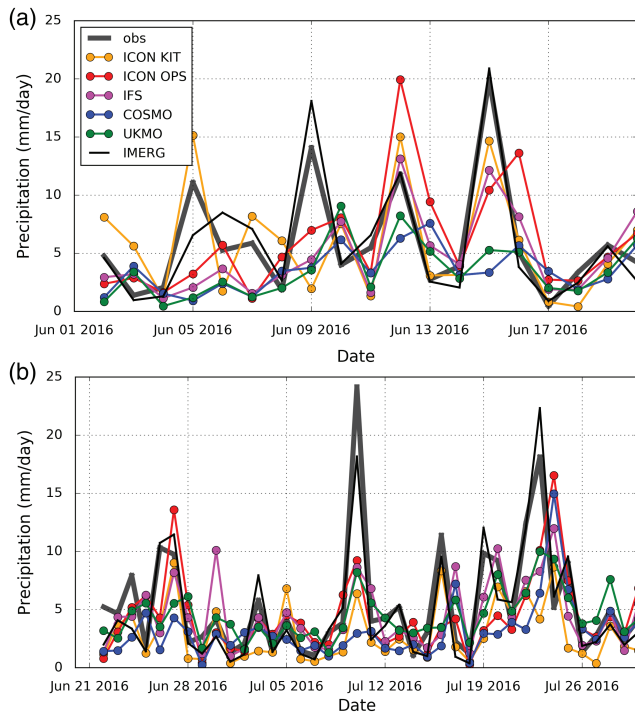 (a)
25
20
15
10
5
0
Precipitation (mm/day)
obs
ICON KIT
ICON OPS
IFS
COSMO
UKMO
IMERG
Jun 01 2016 Jun 05 2016 Jun 09 2016 Jun 13 2016 Jun 17 2016
Date
(b)
25
20
15
10
5
0
Precipitation (mm/day)
Jun 21 2016 Jun 28 2016 Jul 05 2016 Jul 12 2016 Jul 19 2016 Jul 26 2016
Date